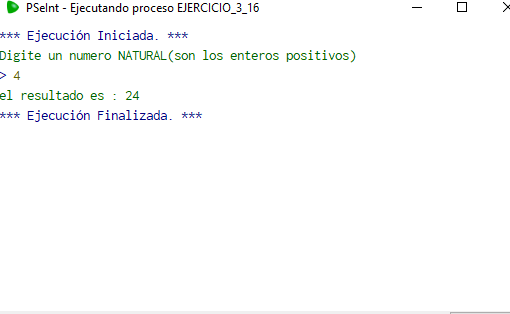 PSeInt - Ejecutando proceso EJERCICIO_3_16
*** Ejecución Iniciada. ***
Digite un numero NATURAL(son los enteros positivos)
> 4
el resultado es : 24
*** Ejecución Finalizada. ***